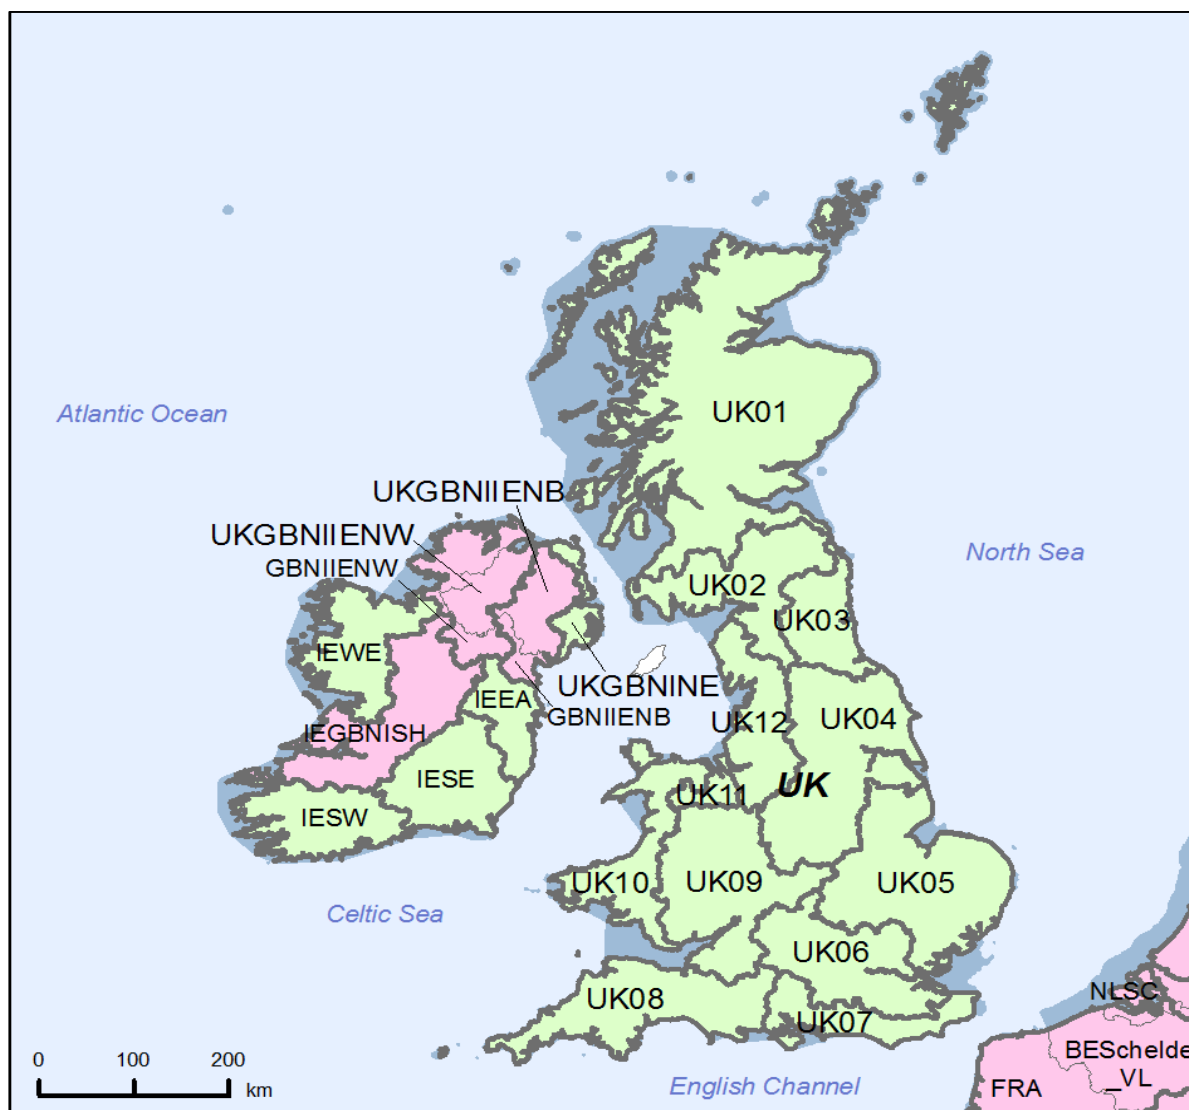 UK01
Atlantic Ocean
UKGBNIIENB
UKGBNIIENW
North Sea
GBNIIENW
UK02
UK03
IEWE
UKGBNINE
IEEA
GBNIIENB
UK12
UK04
IEGBNISH
IESE
UK11
UK
IESW
UK10
UK09
UK05
Celtic Sea
UK06
UK08
NLSC
UK07
BESchelde
_VL
0 100 200
km
English Channel
FRA